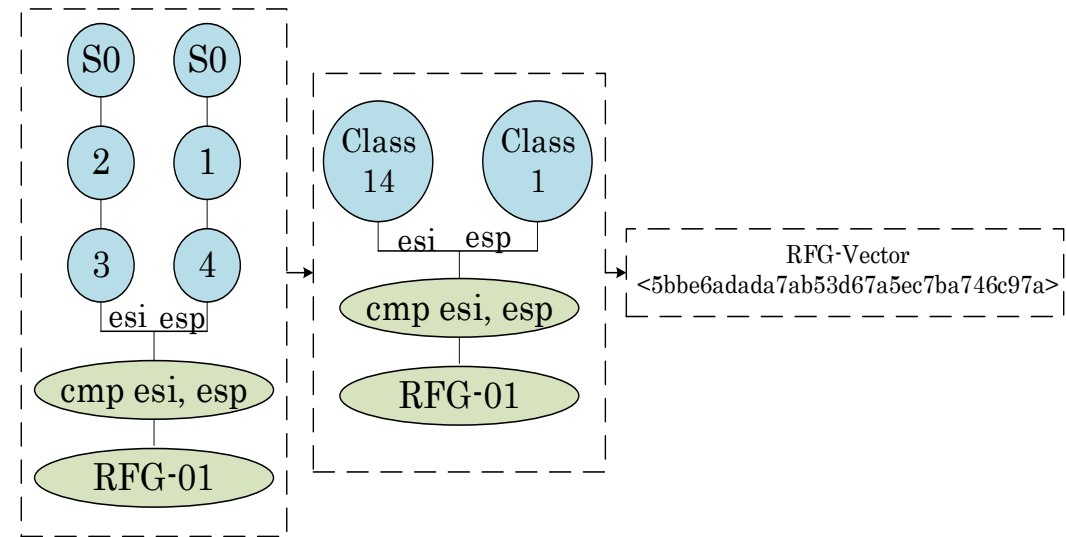 S0 S0
2 1
3 4
esi esp
cmp esi, esp
RFG-01
Class
14
Class
1
esi esp
cmp esi, esp
RFG-01
RFG-Vector
<5bbe6adada7ab53d67a5ec7ba746c97a>